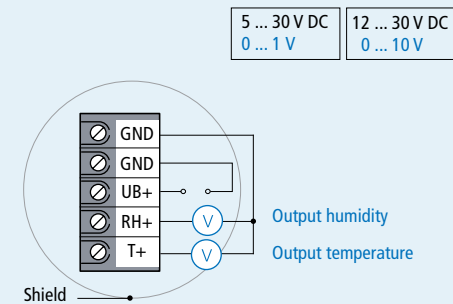 5 ... 30 V DC
0 ... 1 V
12 ... 30 V DC
0 ... 10 V
GND
GND
UB+
RH+
V
Output humidity
T+
V
Output temperature
Shield